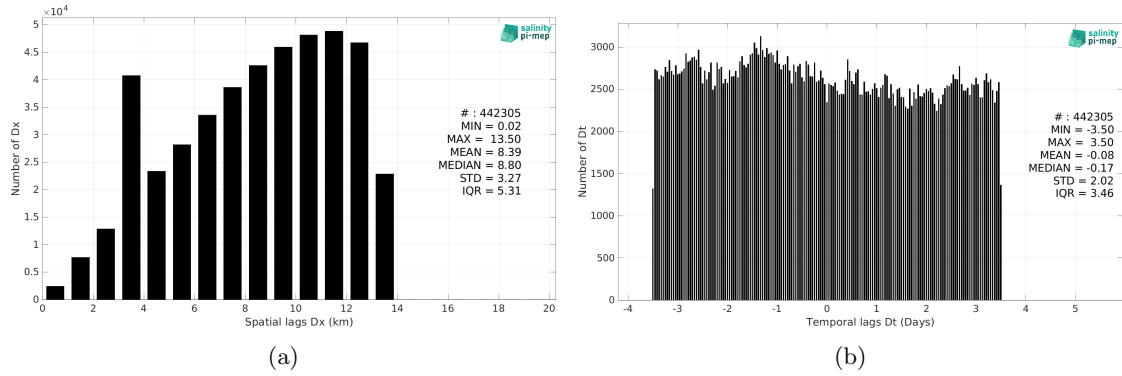 ×10⁴
5
4.5
4
3.5
3
2.5
2
1.5
1
0.5
0
0 2 4 6 8 10 12 14 16 18 20
Number of Dx
Spatial lags Dx (km)
salinity
pi-mep
# : 442305
MIN = 0.02
MAX = 13.50
MEAN = 8.39
MEDIAN = 8.80
STD = 3.27
IQR = 5.31
(a)
3000
2500
2000
1500
1000
500
0
-4 -3 -2 -1 0 1 2 3 4 5 6
Number of Dt
Temporal lags Dt (Days)
salinity
pi-mep
# : 442305
MIN = -3.50
MAX = 3.50
MEAN = -0.08
MEDIAN = -0.17
STD = 2.02
IQR = 3.46
(b)